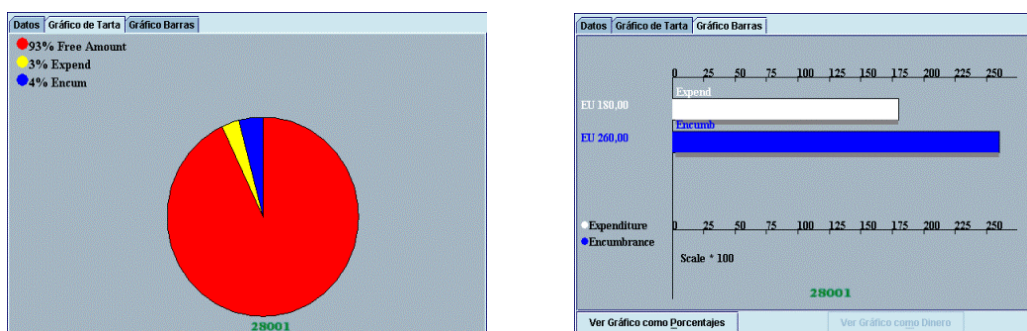 Datos Gráfico de Tarta Gráfico Barras
93% Free Amount
3% Expend
4% Encum
28001
Datos Gráfico de Tarta Gráfico Barras
0 25 50 75 100 125 150 175 200 225 250
Expend
EU 180,00
Encumb
EU 260,00
Expenditure
0 25 50 75 100 125 150 175 200 225 250
Encumbrance
Scale * 100
28001
Ver Gráfico como Porcentajes Ver Gráfico como Dinero